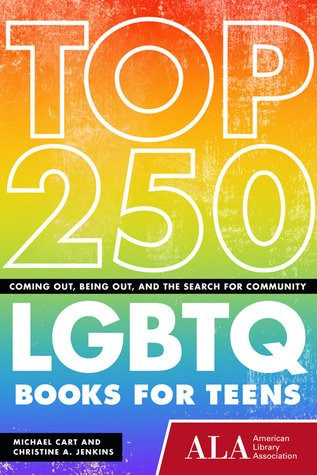 TOP
250
COMING OUT, BEING OUT, AND THE SEARCH FOR COMMUNITY
LGBTQ
BOOKS FOR TEENS
MICHAEL CART AND
CHRISTINE A. JENKINS
ALA American
Library
Association